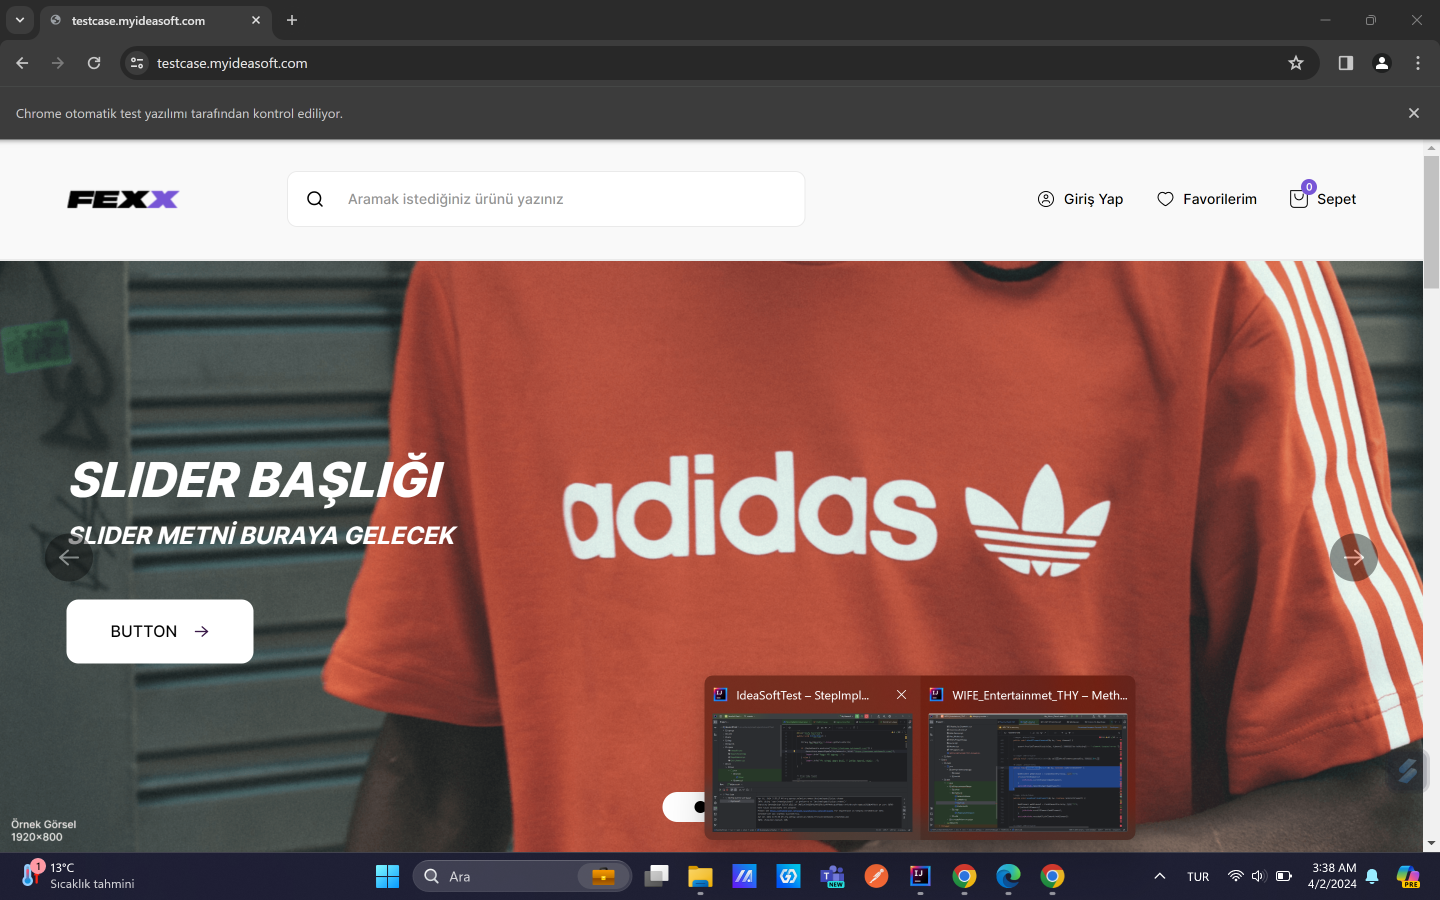 testcase.myideasoft.com
testcase.myideasoft.com
Chrome otomatik test yazılımı tarafından kontrol ediliyor.
FEXX
Aramak istediğiniz ürünü yazınız
Giriş Yap
Favorilerim
0
Sepet
adidas
SLIDER BAŞLIĞI
SLIDER METNİ BURAYA GELECEK
BUTTON
IdeaSoftTest – StepImpl...
WIFE_Entertainmet_THY – Meth...
Örnek Görsel
1920×800
1
13°C
Sıcaklık tahmini
Ara
NEW
TUR
3:38 AM
4/2/2024
PRE